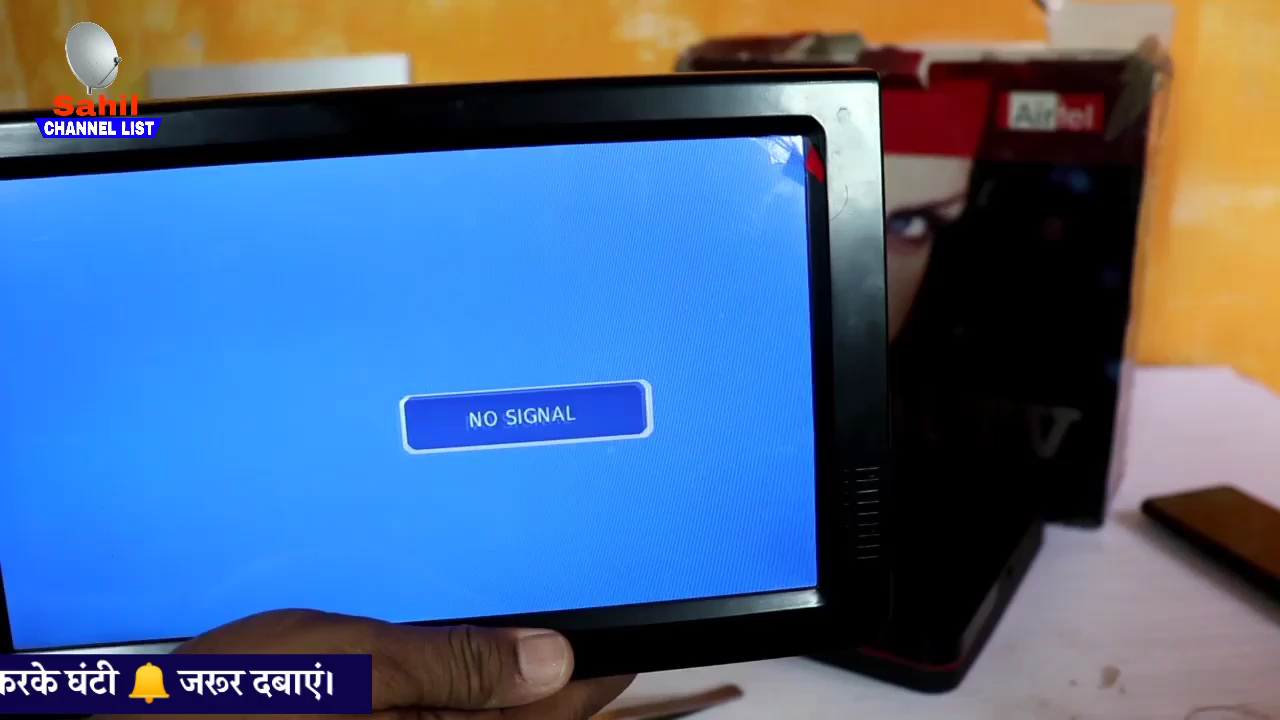 Sahil
CHANNEL LIST
Airtel
NO SIGNAL
V
करके घंटी 🔔 जरूर दबाएं।